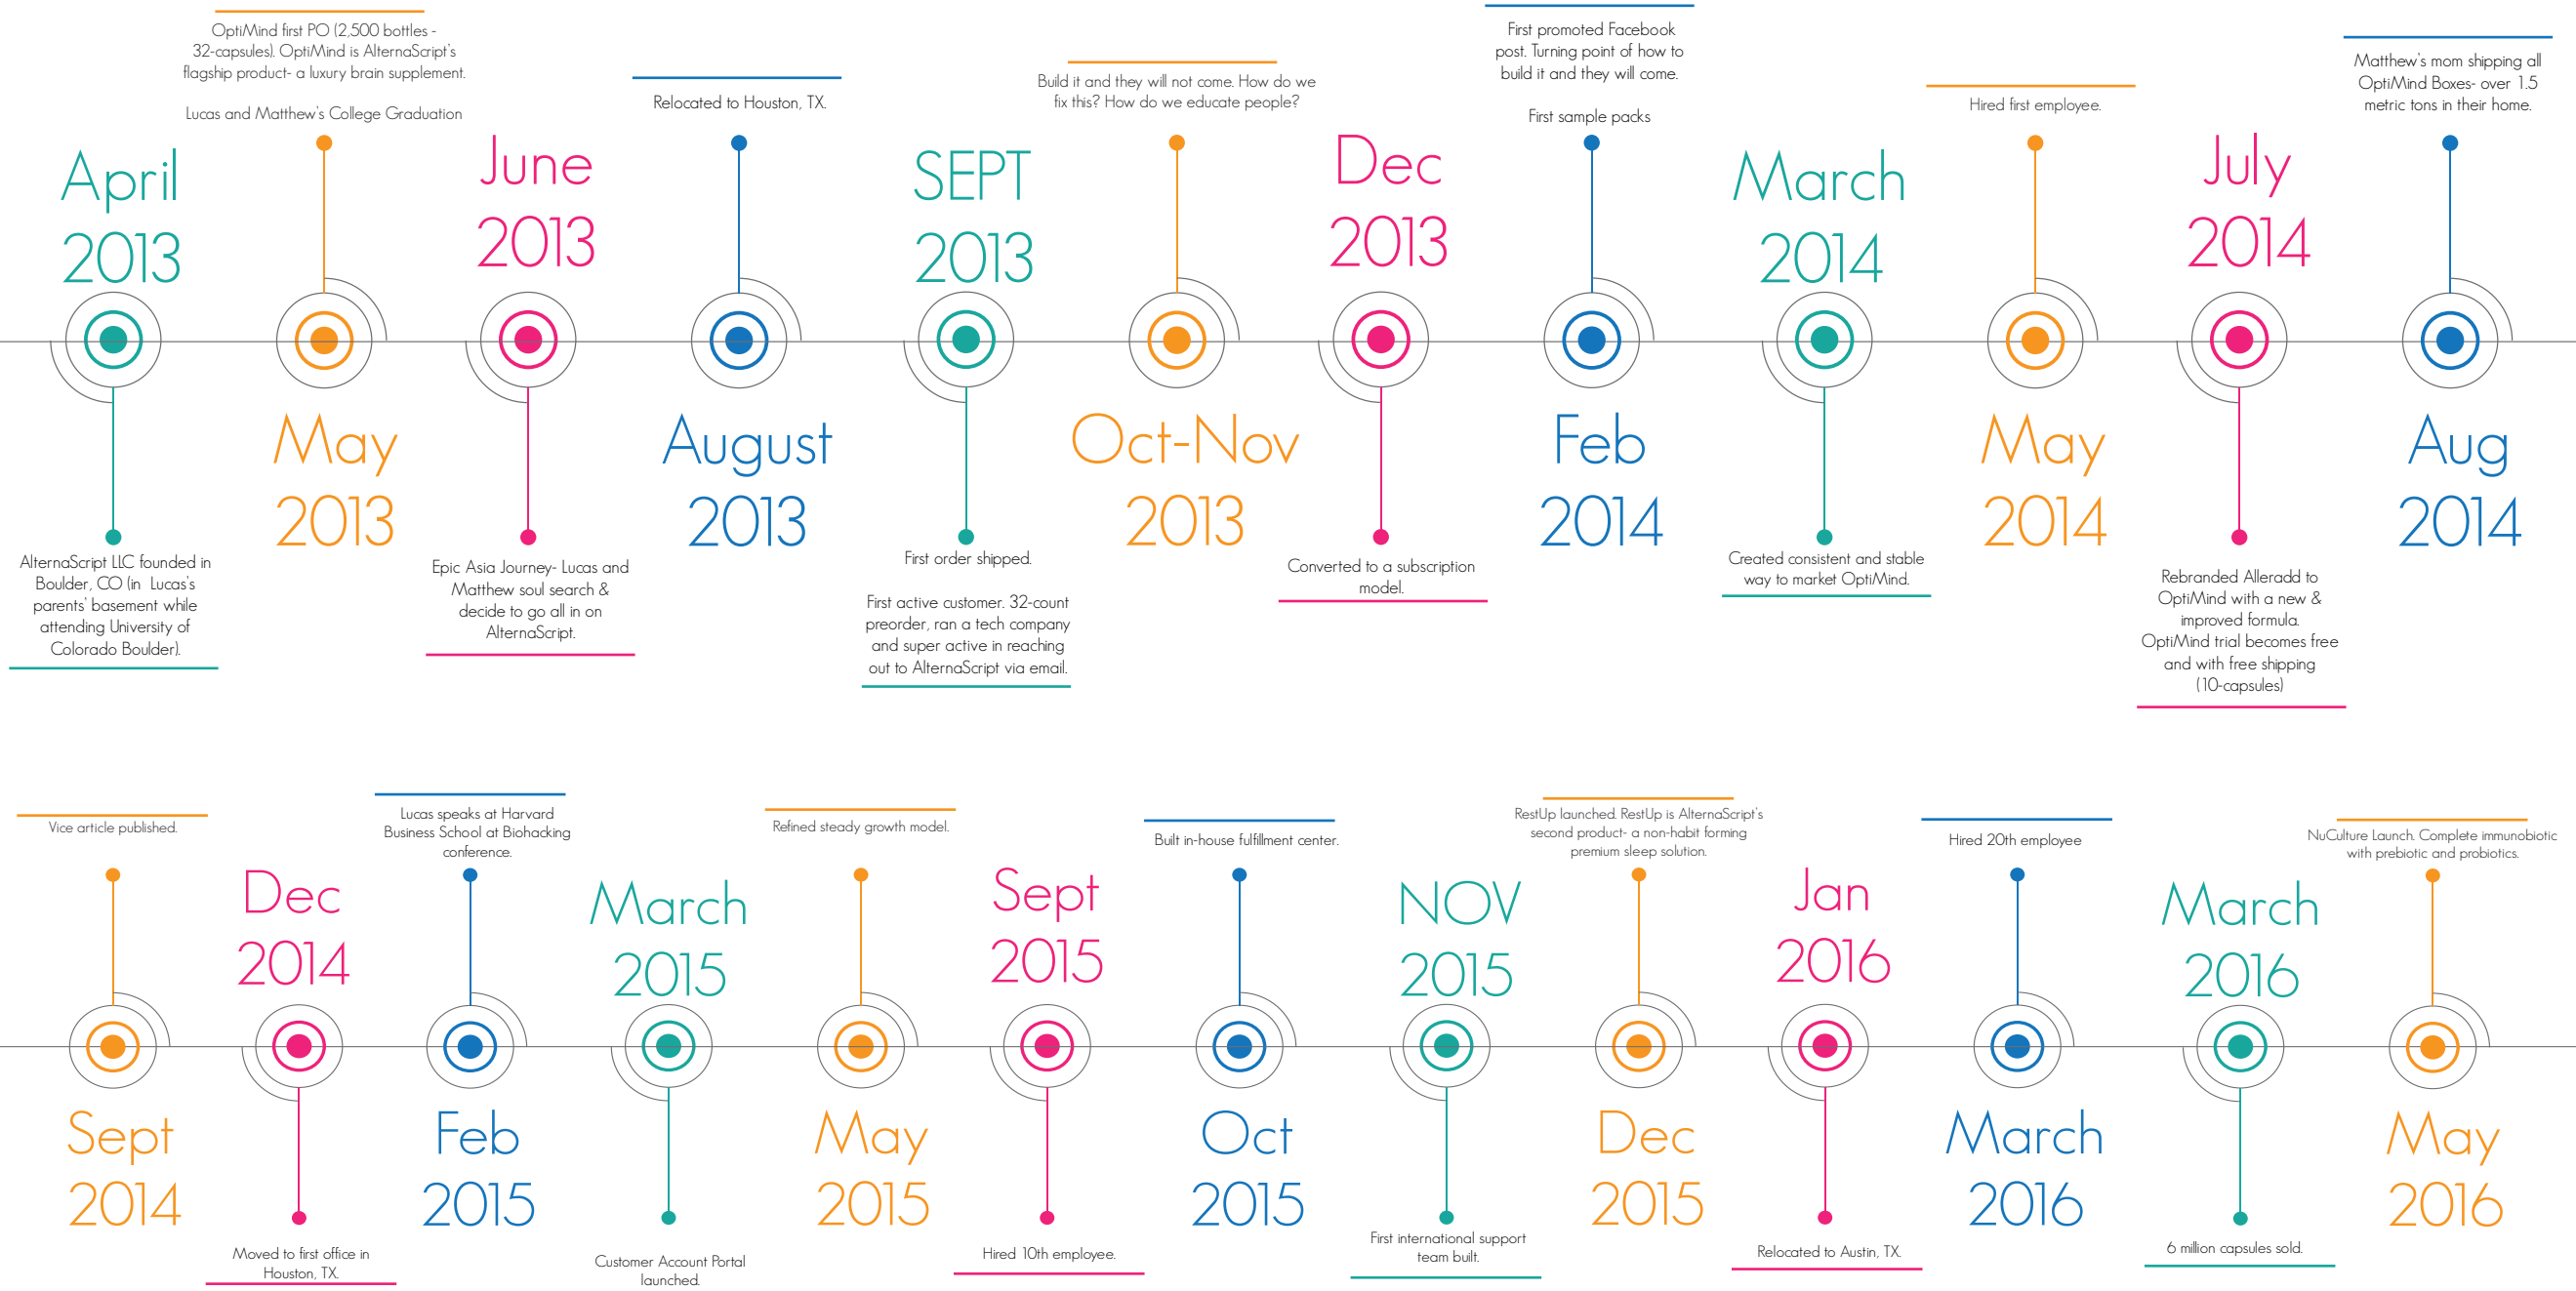 April
2013
AlternaScript LLC founded in
Boulder, CO (in Lucas's
parents' basement while
attending University of
Colorado Boulder).
OptiMind first PO (2,500 bottles -
32-capsules). OptiMind is AlternaScript's
flagship product- a luxury brain supplement.
Lucas and Matthew's College Graduation
May
2013
June
2013
Epic Asia Journey- Lucas and
Matthew soul search &
decide to go all in on
AlternaScript.
Relocated to Houston, TX.
August
2013
SEPT
2013
First order shipped.
First active customer. 32-count
preorder, ran a tech company
and super active in reaching
out to AlternaScript via email.
Build it and they will not come. How do we
fix this? How do we educate people?
Oct-Nov
2013
Dec
2013
Converted to a subscription
model.
First promoted Facebook
post. Turning point of how to
build it and they will come.
First sample packs
Feb
2014
March
2014
Created consistent and stable
way to market OptiMind.
Hired first employee.
May
2014
July
2014
Rebranded Alleradd to
OptiMind with a new &
improved formula.
OptiMind trial becomes free
and with free shipping
(10-capsules)
Matthew's mom shipping all
OptiMind Boxes- over 1.5
metric tons in their home.
Aug
2014
Vice article published.
Sept
2014
Dec
2014
Moved to first office in
Houston, TX.
Lucas speaks at Harvard
Business School at Biohacking
conference.
Feb
2015
March
2015
Customer Account Portal
launched.
Refined steady growth model.
May
2015
Sept
2015
Hired 10th employee.
Built in-house fulfillment center.
Oct
2015
NOV
2015
First international support
team built.
RestUp launched. RestUp is AlternaScript's
second product- a non-habit forming
premium sleep solution.
Dec
2015
Jan
2016
Relocated to Austin, TX.
Hired 20th employee
March
2016
March
2016
6 million capsules sold.
NuCulture Launch. Complete immunobiotic
with prebiotic and probiotics.
May
2016